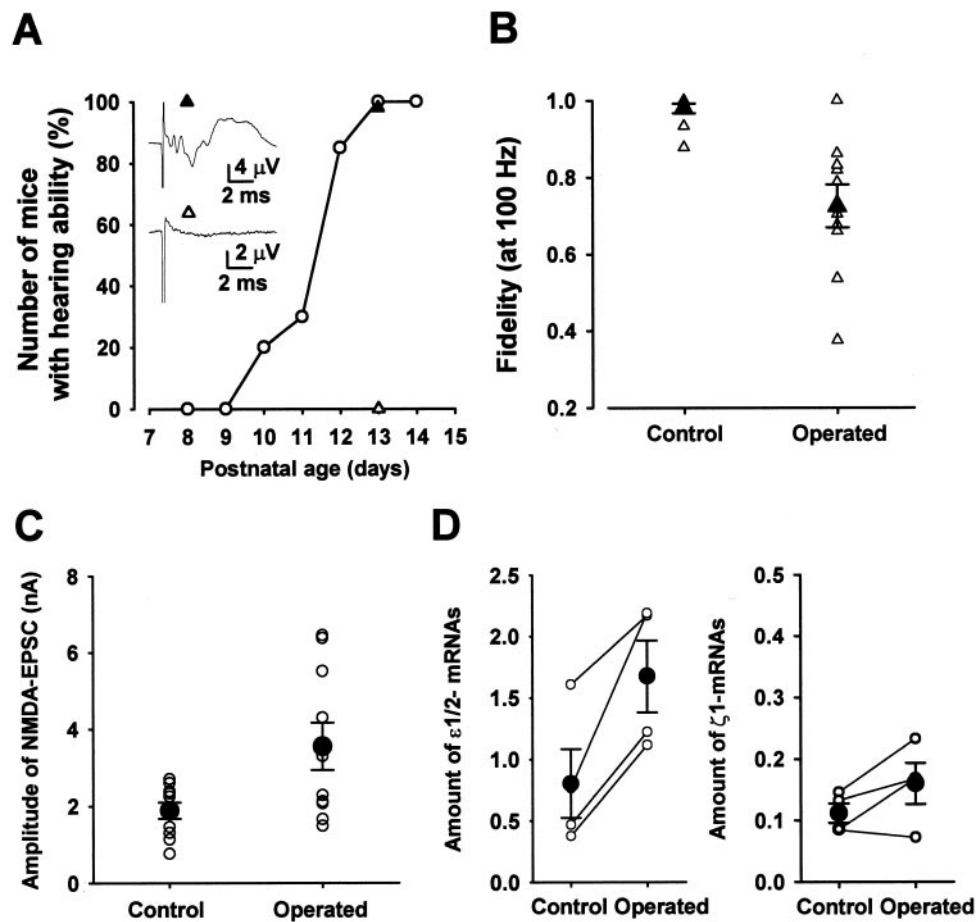 A
Number of mice
with hearing ability (%)
100
80
60
40
20
0
4 μV
2 ms
2 μV
2 ms
7 8 9 10 11 12 13 14 15
Postnatal age (days)
B
Fidelity (at 100 Hz)
1.0
0.8
0.6
0.4
0.2
Control Operated
C
Amplitude of NMDA-EPSC (nA)
8
6
4
2
0
Control Operated
D
Amount of ε1/2- mRNAs
2.5
2.0
1.5
1.0
0.5
0.0
Control Operated
Amount of ζ1-mRNAs
0.5
0.4
0.3
0.2
0.1
0.0
Control Operated